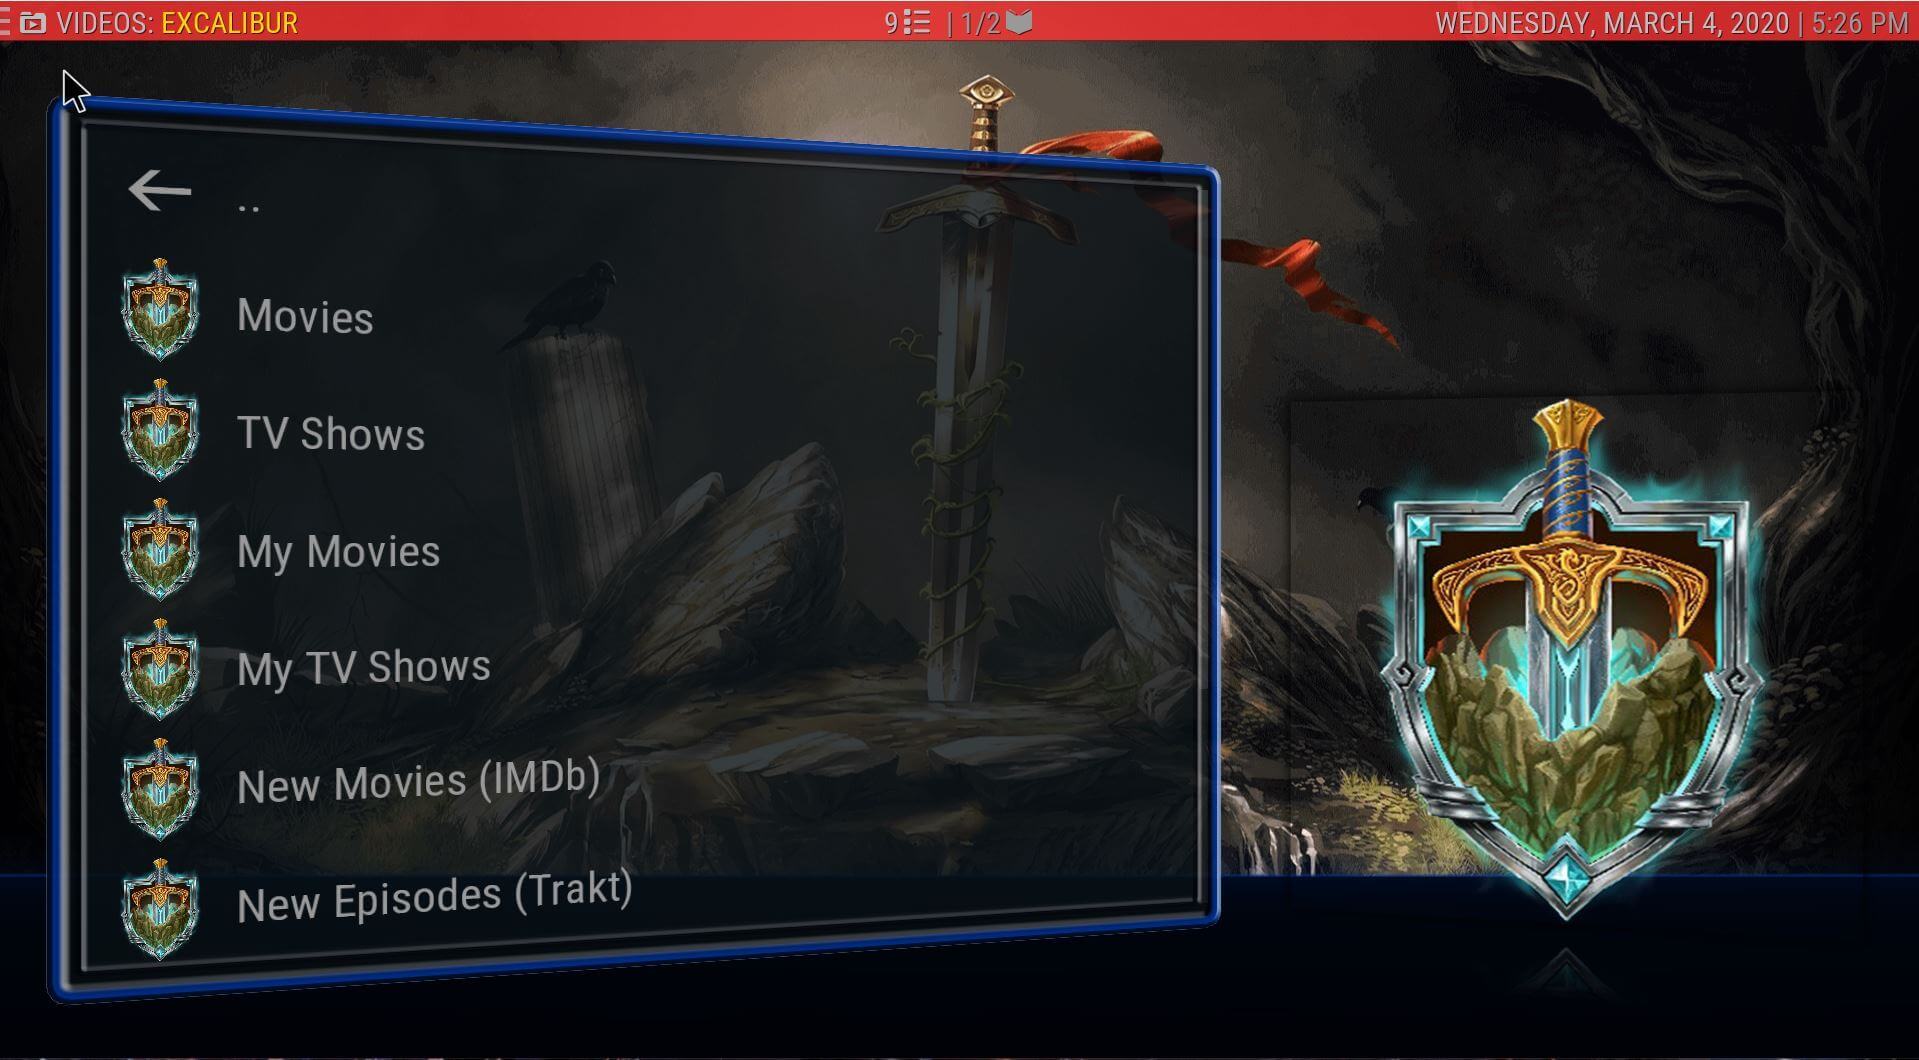 VIDEOS: EXCALIBUR
9 | 1/2
WEDNESDAY, MARCH 4, 2020 | 5:26 PM
..
Movies
TV Shows
My Movies
My TV Shows
New Movies (IMDb)
New Episodes (Trakt)